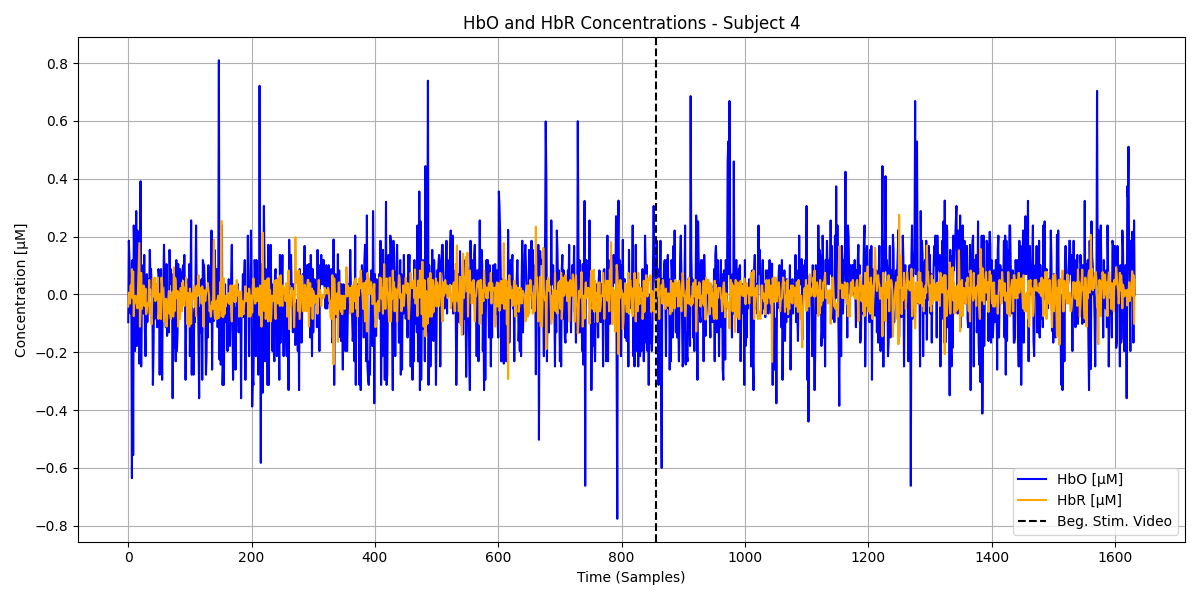 HbO and HbR Concentrations - Subject 4
Concentration [µM]
0.8
0.6
0.4
0.2
0.0
−0.2
−0.4
−0.6
−0.8
HbO [µM]
HbR [µM]
Beg. Stim. Video
0 200 400 600 800 1000 1200 1400 1600
Time (Samples)